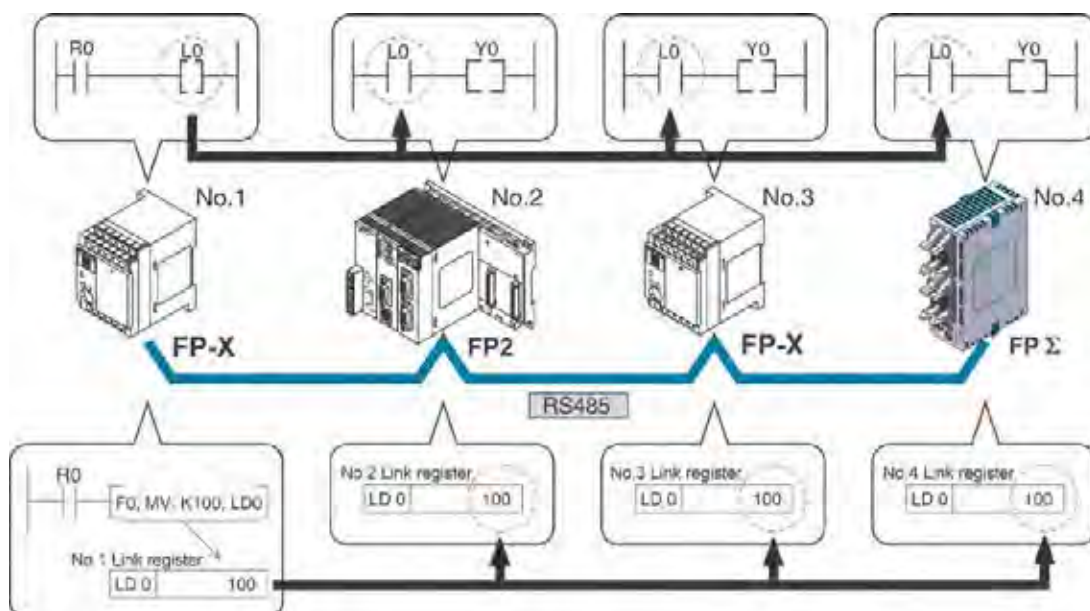 R0 L0
L0 Y0
L0 Y0
L0 Y0
No.1
No.2
No.3
No.4
FP-X
FP2
FP-X
FP Σ
RS485
R0
F0, MV, K100, LD0
No.1 Link register
LD 0 100
No.2 Link register
LD 0 100
No.3 Link register
LD 0 100
No.4 Link register
LD 0 100